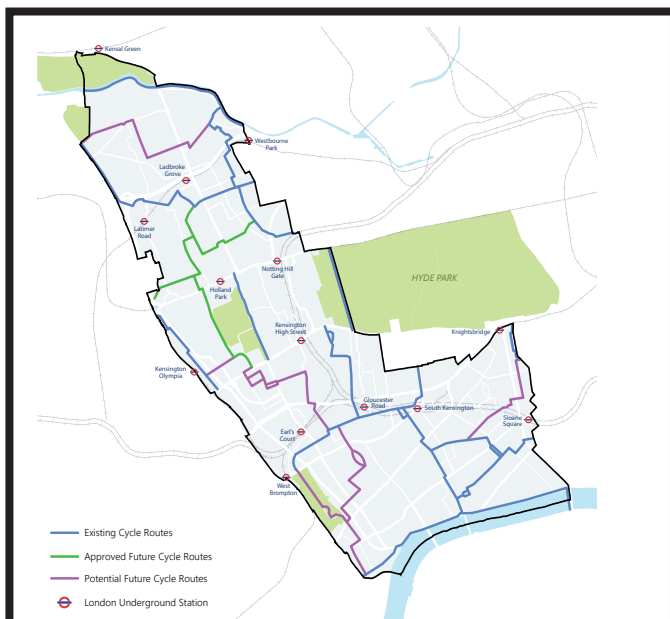 Kensal Green
Westbourne
Park
Ladbroke
Grove
Latimer
Road
Notting Hill
Gate
HYDE PARK
Holland
Park
Kensington
High Street
Knightsbridge
Kensington
Olympia
Gloucester
Road
South Kensington
Sloane
Square
Earl's
Court
West
Brompton
Existing Cycle Routes
Approved Future Cycle Routes
Potential Future Cycle Routes
London Underground Station